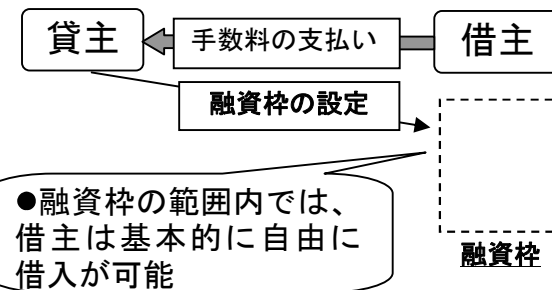 貸主
手数料の支払い
借主
融資枠の設定
●融資枠の範囲内では、
借主は基本的に自由に
借入が可能
融資枠